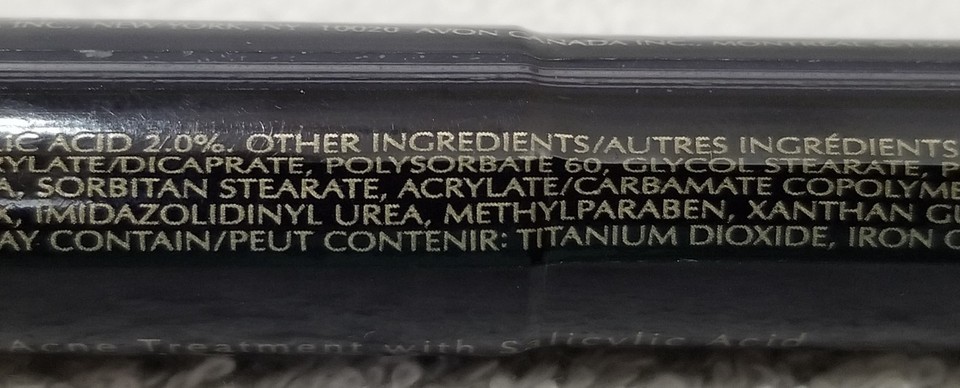 INC., NEW YORK, NY 10020 AVON CANADA INC., MONTREAL
IC ACID 2.0%. OTHER INGREDIENTS/AUTRES INGRÉDIENTS
RYLATE/DICAPRATE, POLYSORBATE 60, GLYCOL STEARATE, P
A, SORBITAN STEARATE, ACRYLATE/CARBAMATE COPOLYME
X, IMIDAZOLIDINYL UREA, METHYLPARABEN, XANTHAN GU
AY CONTAIN/PEUT CONTENIR: TITANIUM DIOXIDE, IRON O
Acne Treatment with Salicylic Acid